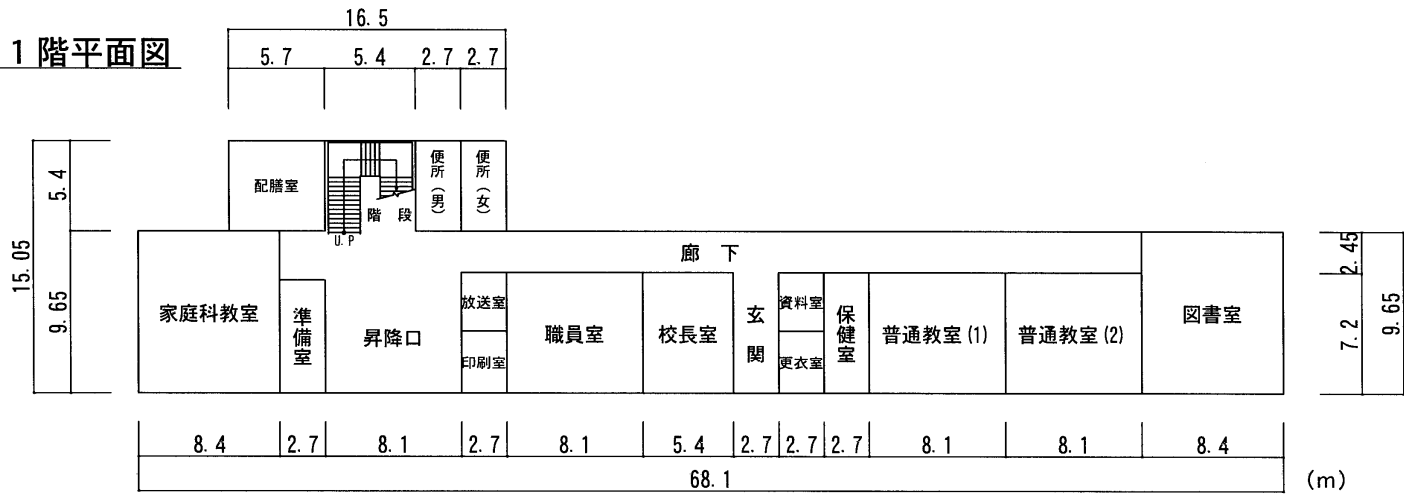 16.5
1階平面図
5.7 5.4 2.7 2.7
配膳室
便所(男)
便所(女)
階 段
U.P
5.4
15.05
9.65
廊 下
家庭科教室
準備室
昇降口
放送室
印刷室
職員室
校長室
玄関
資料室
更衣室
保健室
普通教室(1)
普通教室(2)
図書室
2.45
7.2
9.65
8.4 2.7 8.1 2.7 8.1 5.4 2.7 2.7 2.7 8.1 8.1 8.4
68.1
(m)